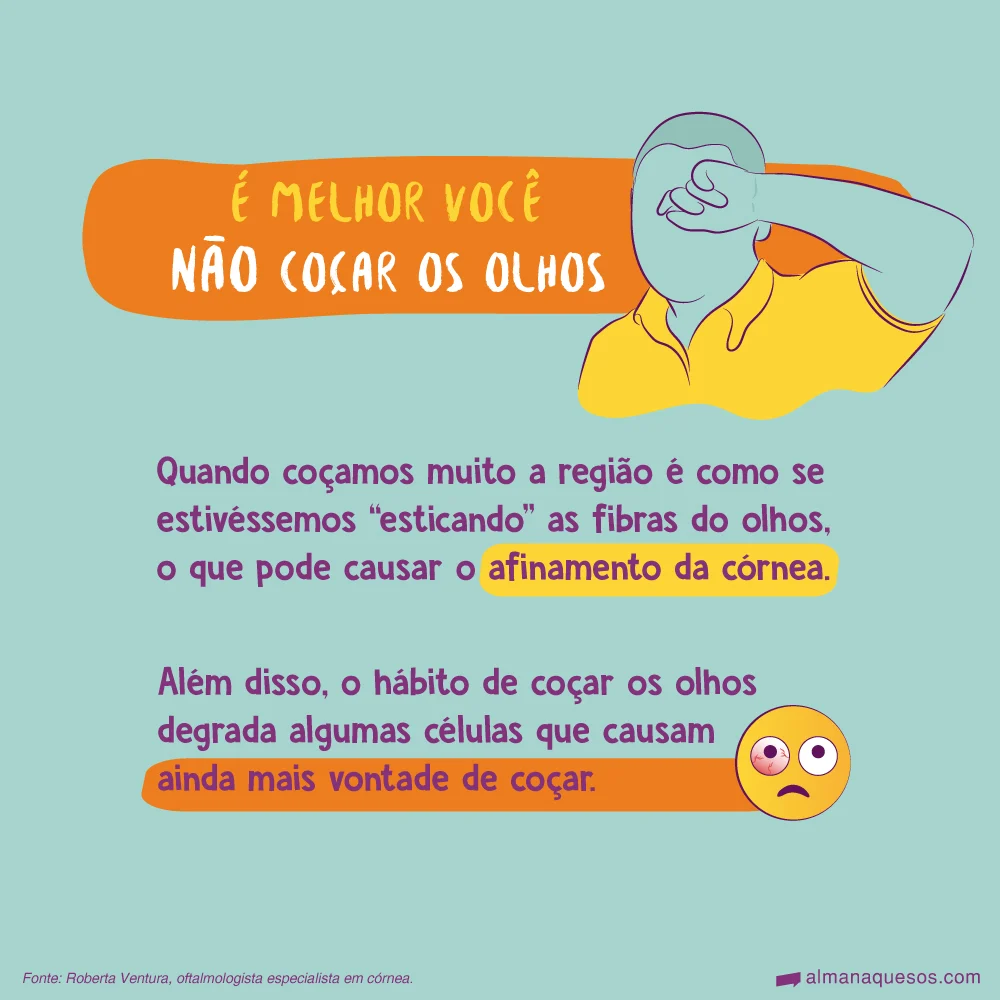 É MELHOR VOCÊ
NÃO COÇAR OS OLHOS
Quando coçamos muito a região é como se
estivéssemos “esticando” as fibras do olhos,
o que pode causar o afinamento da córnea.
Além disso, o hábito de coçar os olhos
degrada algumas células que causam
ainda mais vontade de coçar.
Fonte: Roberta Ventura, oftalmologista especialista em córnea.
almanaquesos.com